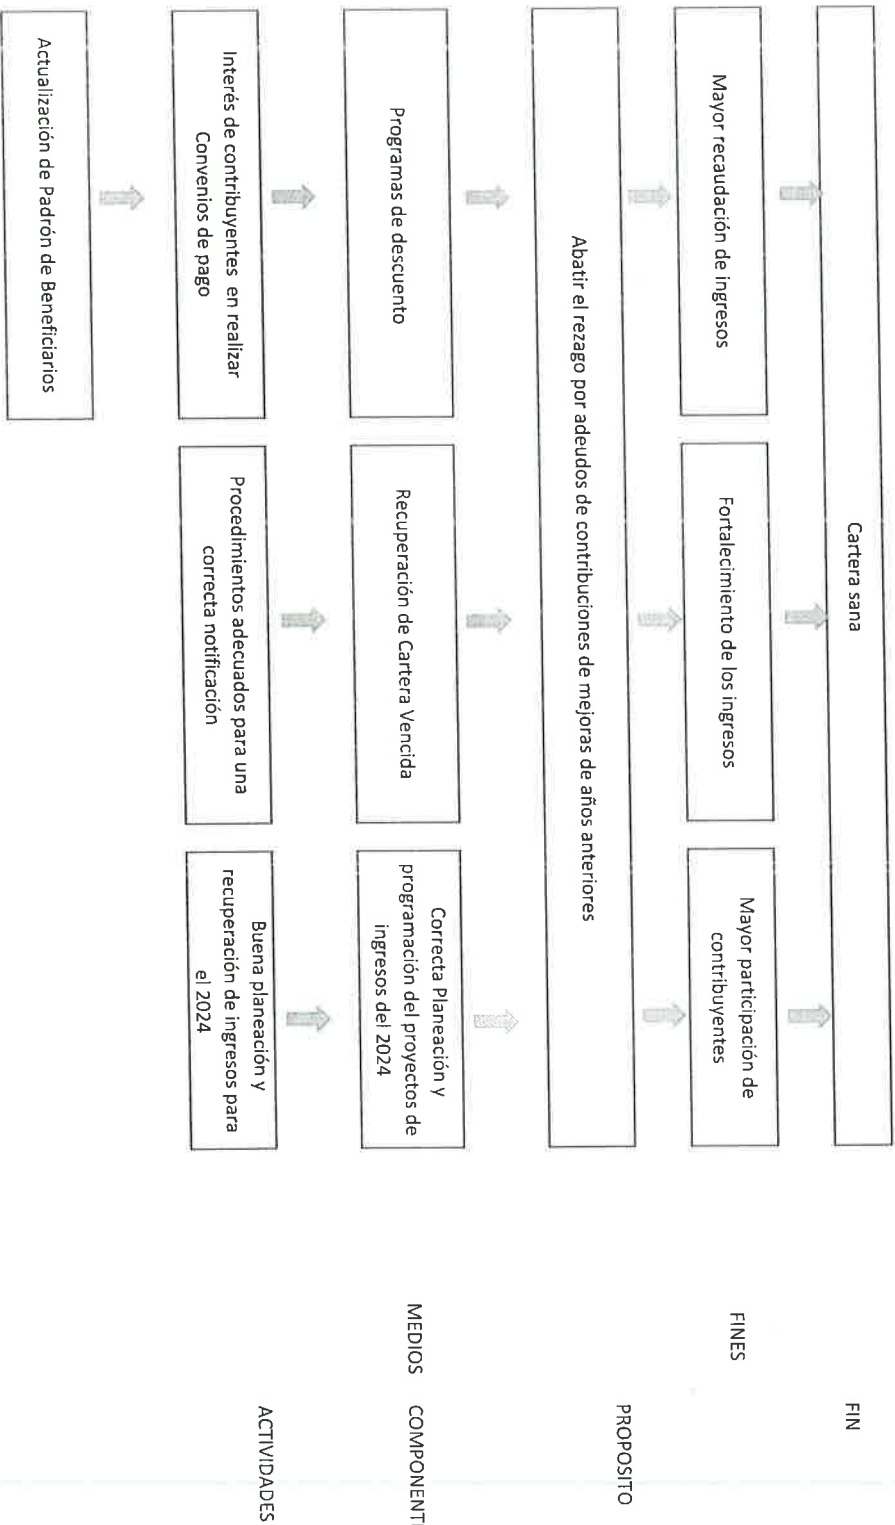 Cartera sana
FIN
Mayor recaudación de ingresos
Fortalecimiento de los ingresos
Mayor participación de
contribuyentes
FINES
Abatir el rezago por adeudos de contribuciones de mejoras de años anteriores
PROPOSITO
Programas de descuento
Recuperación de Cartera Vencida
Correcta Planeación y
programación del proyectos de
ingresos del 2024
MEDIOS
COMPONENT
Interés de contribuyentes en realizar
Convenios de pago
Procedimientos adecuados para una
correcta notificación
Buena planeación y
recuperación de ingresos para
el 2024
ACTIVIDADES
Actualización de Padrón de Beneficiarios